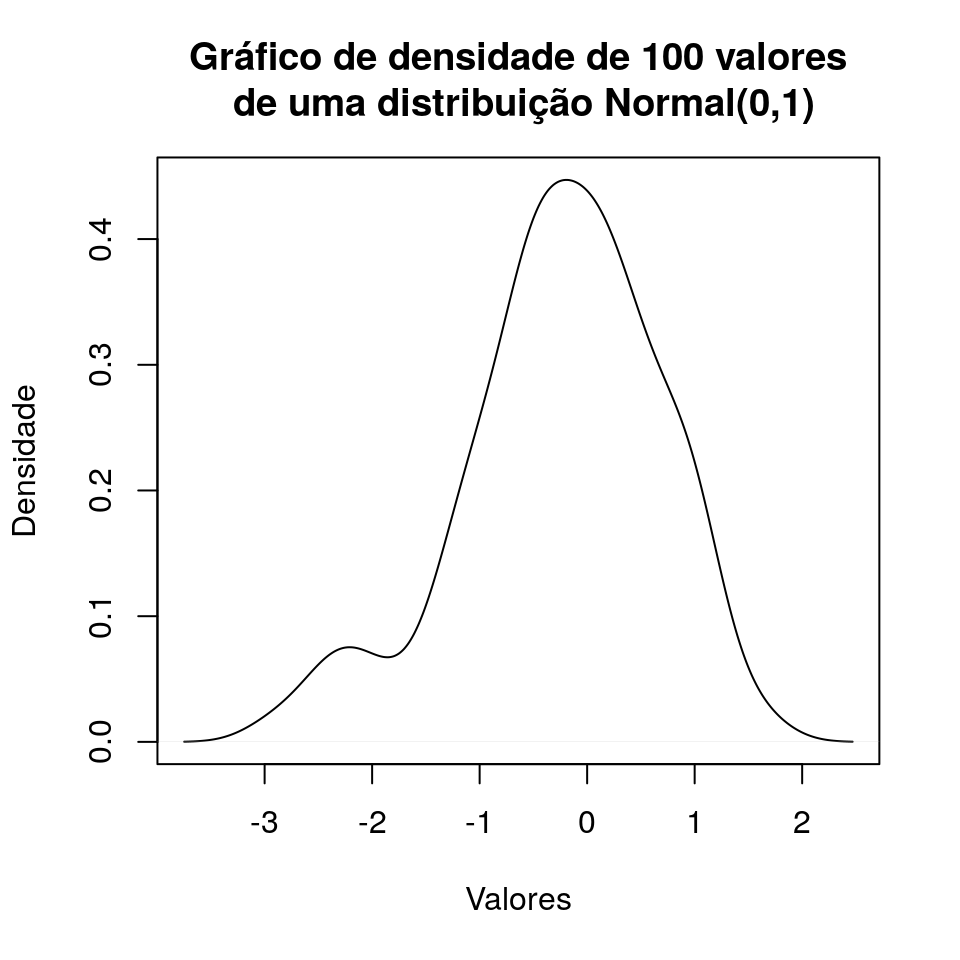 Gráfico de densidade de 100 valores
de uma distribuição Normal(0,1)
Densidade
0.4
0.3
0.2
0.1
0.0
-3 -2 -1 0 1 2
Valores